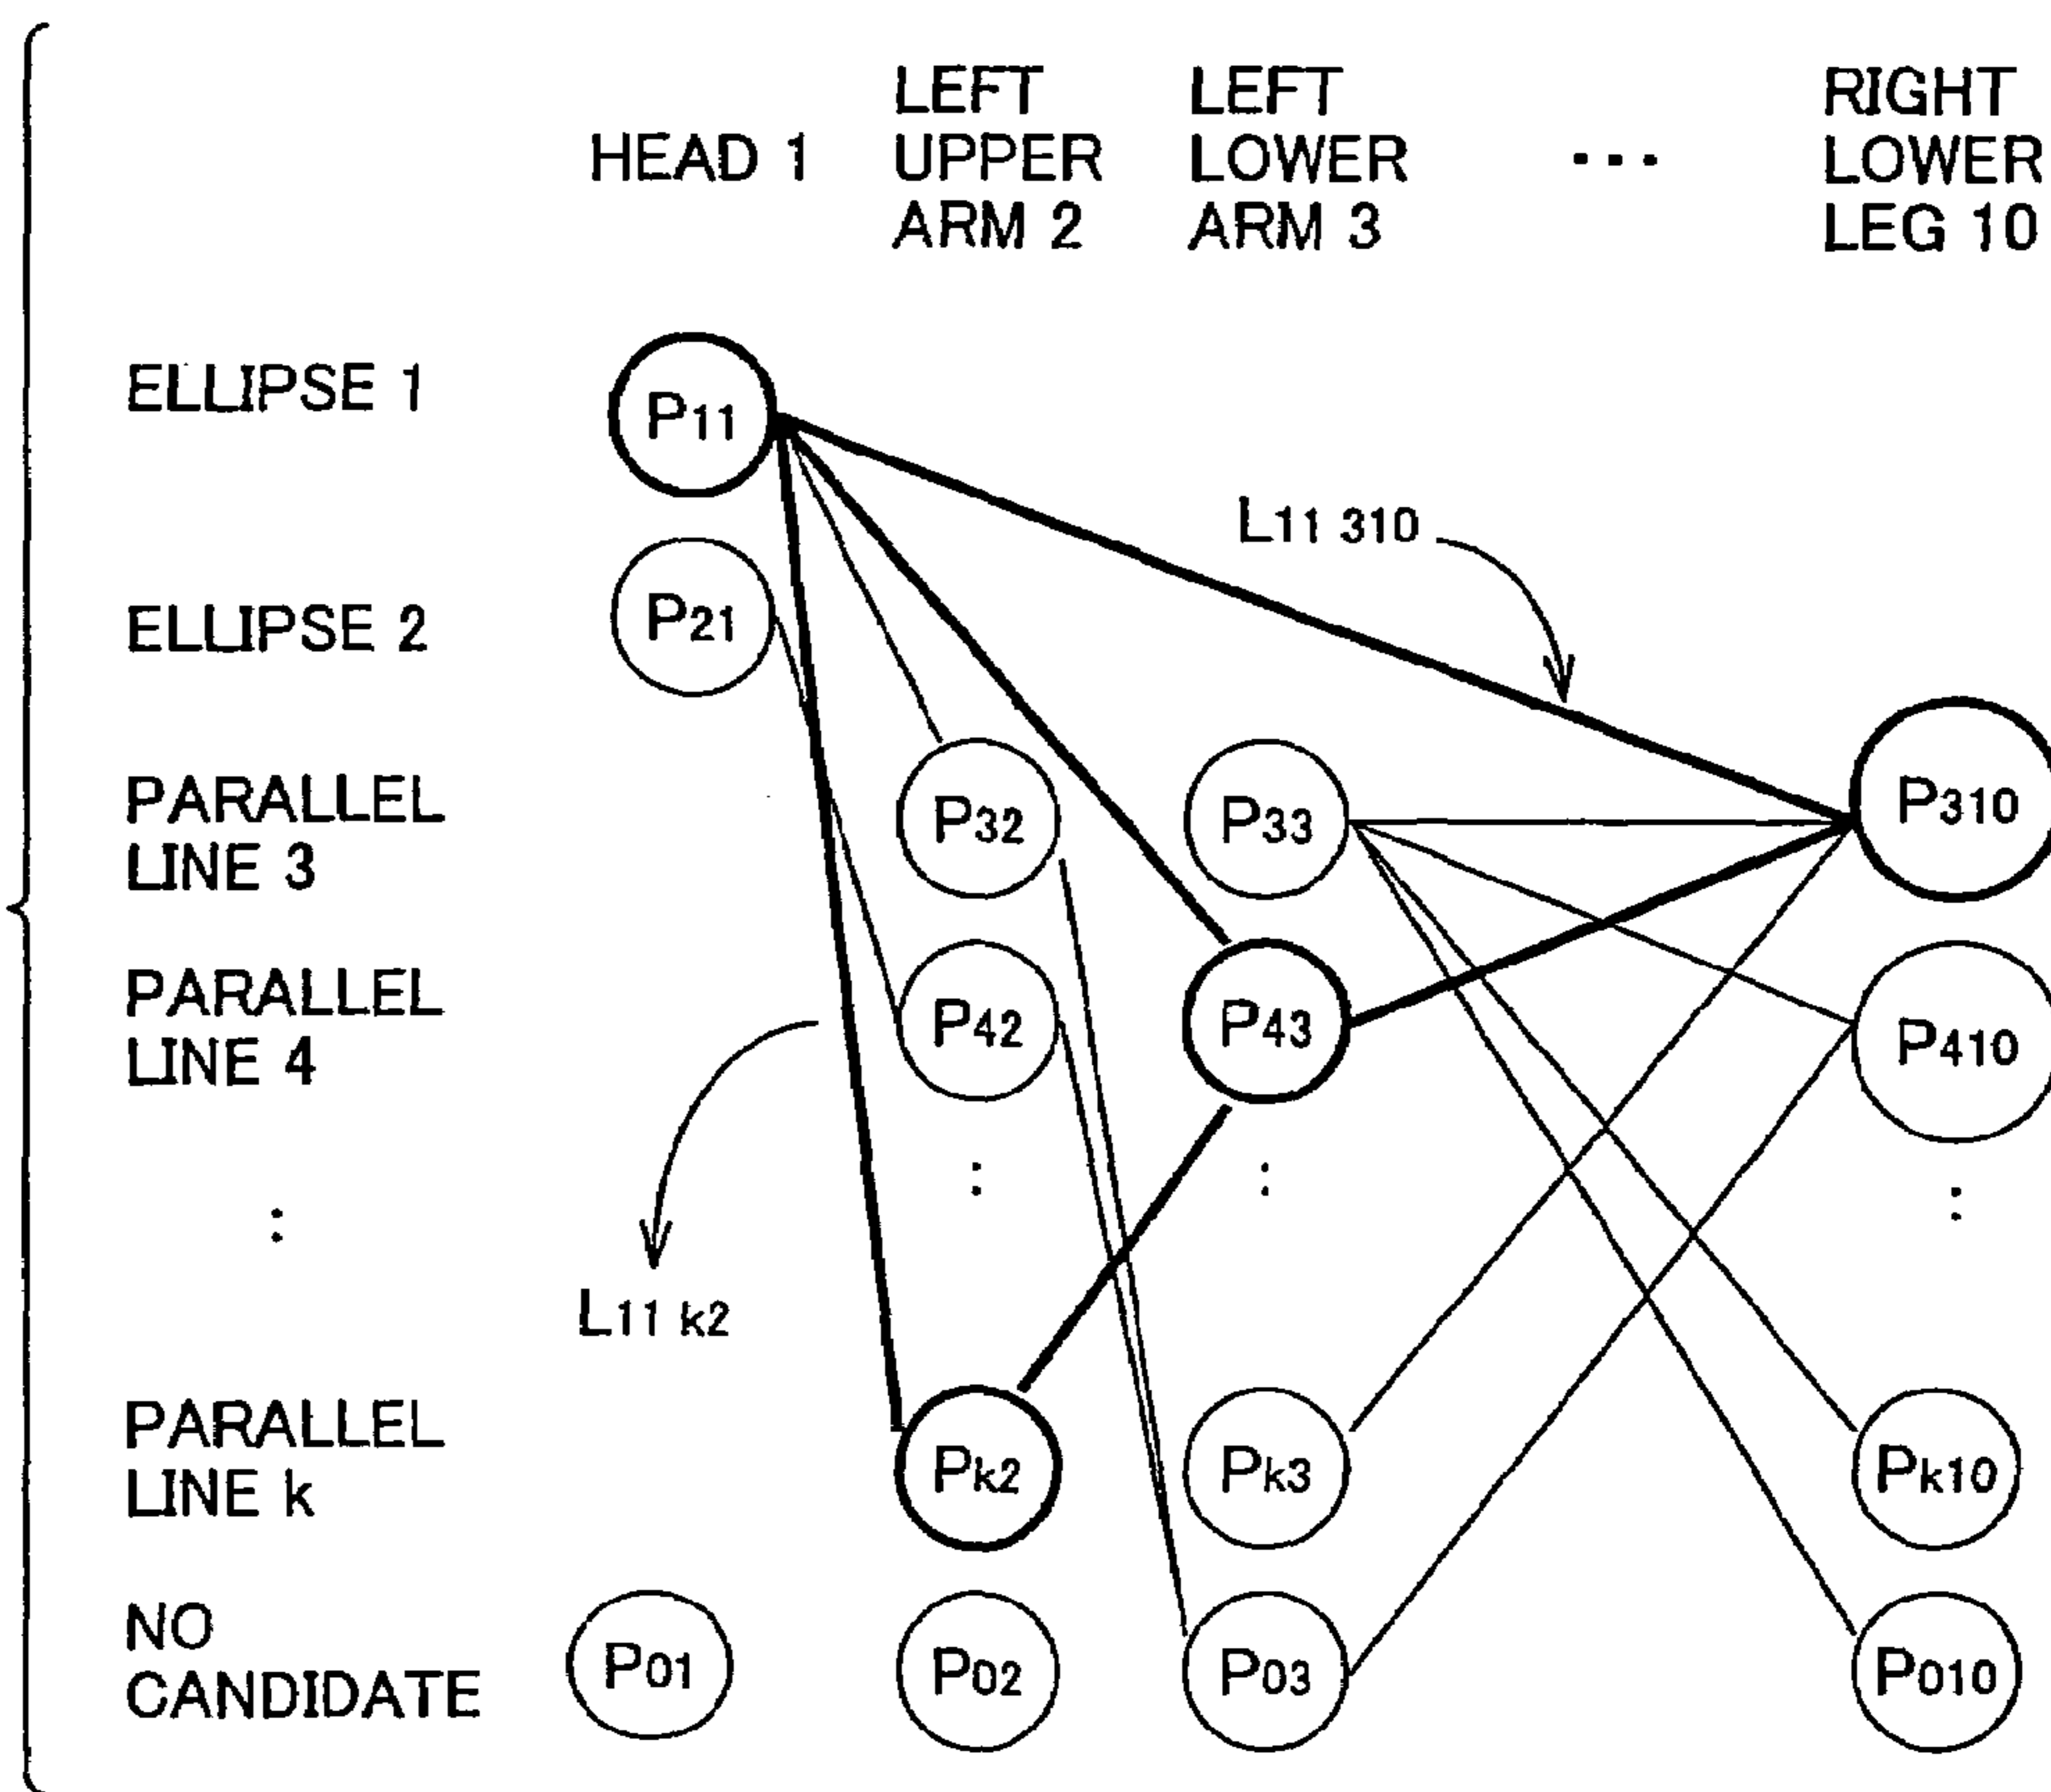 HEAD 1
LEFT
UPPER
ARM 2
LEFT
LOWER
ARM 3
...
RIGHT
LOWER
LEG 10
ELLIPSE 1
P11
L11 310
ELLIPSE 2
P21
PARALLEL
LINE 3
P32
P33
P310
PARALLEL
LINE 4
P42
P43
P410
:
:
:
:
L11 k2
PARALLEL
LINE k
Pk2
Pk3
Pk10
NO
CANDIDATE
P01
P02
P03
P010